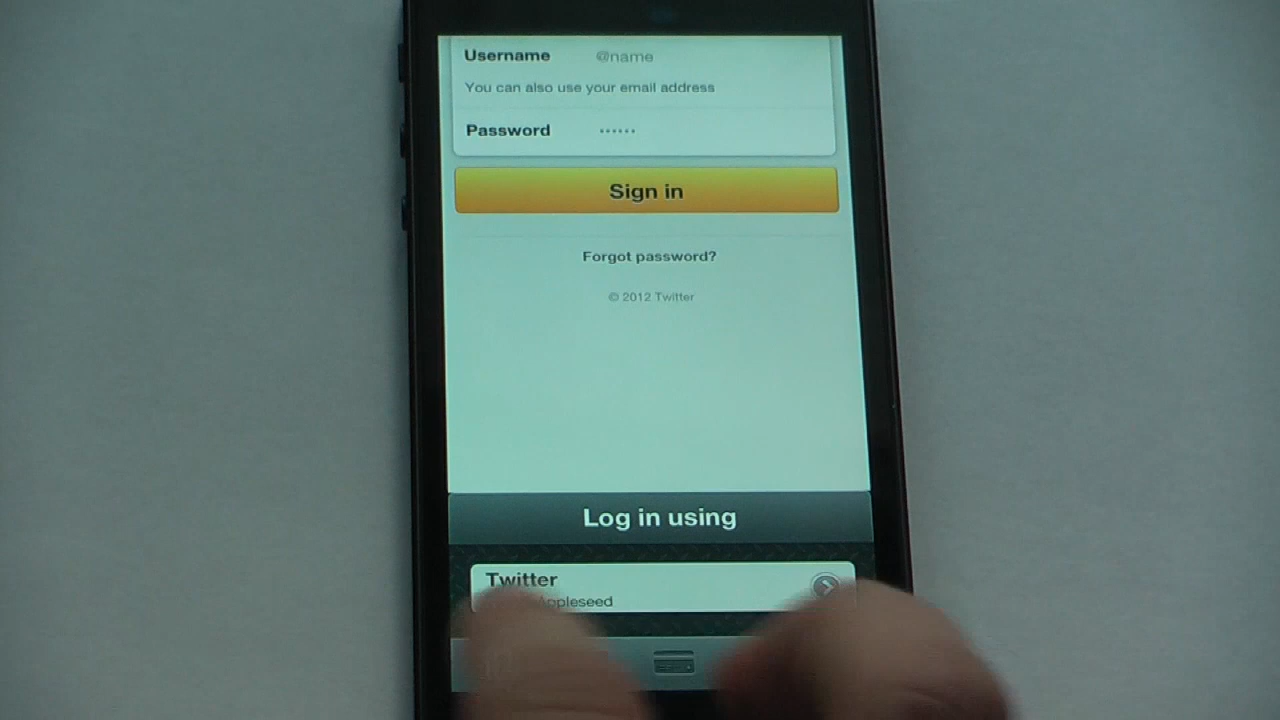 Username @name
You can also use your email address
Password ••••••
Sign in
Forgot password?
© 2012 Twitter
Log in using
Twitter
Appleseed